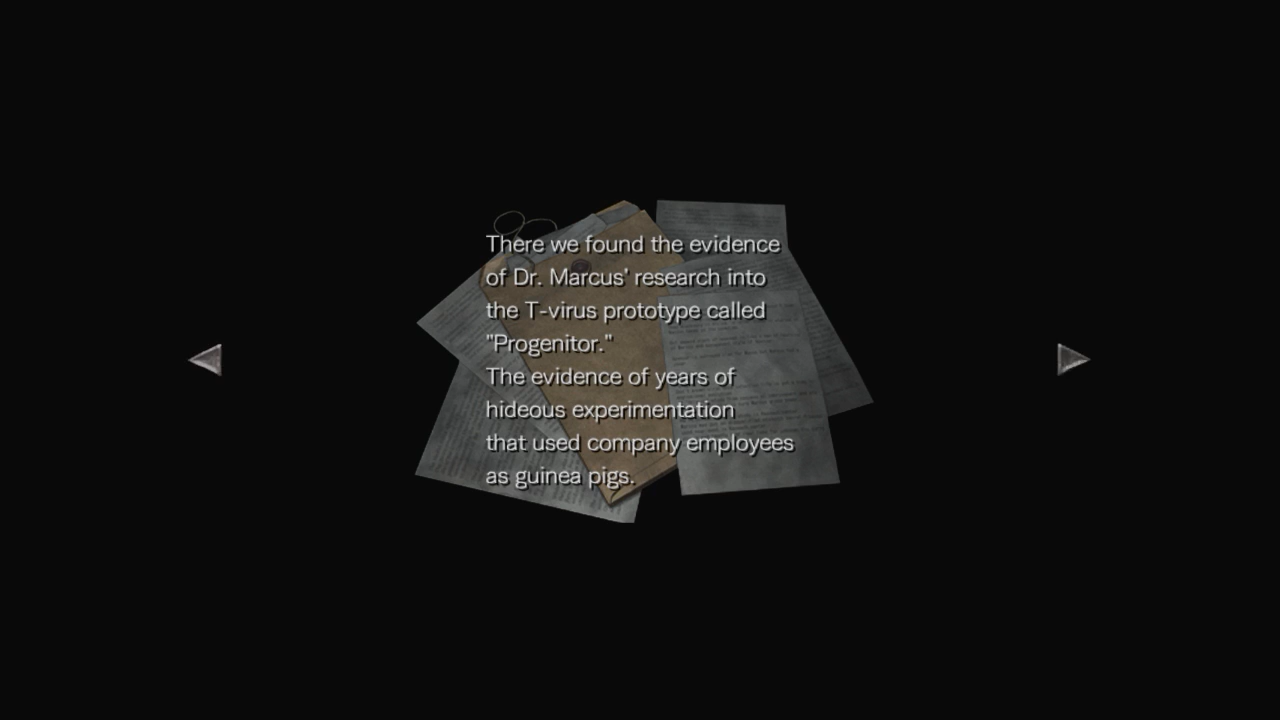 There we found the evidence
of Dr. Marcus' research into
the T-virus prototype called
"Progenitor."
The evidence of years of
hideous experimentation
that used company employees
as guinea pigs.